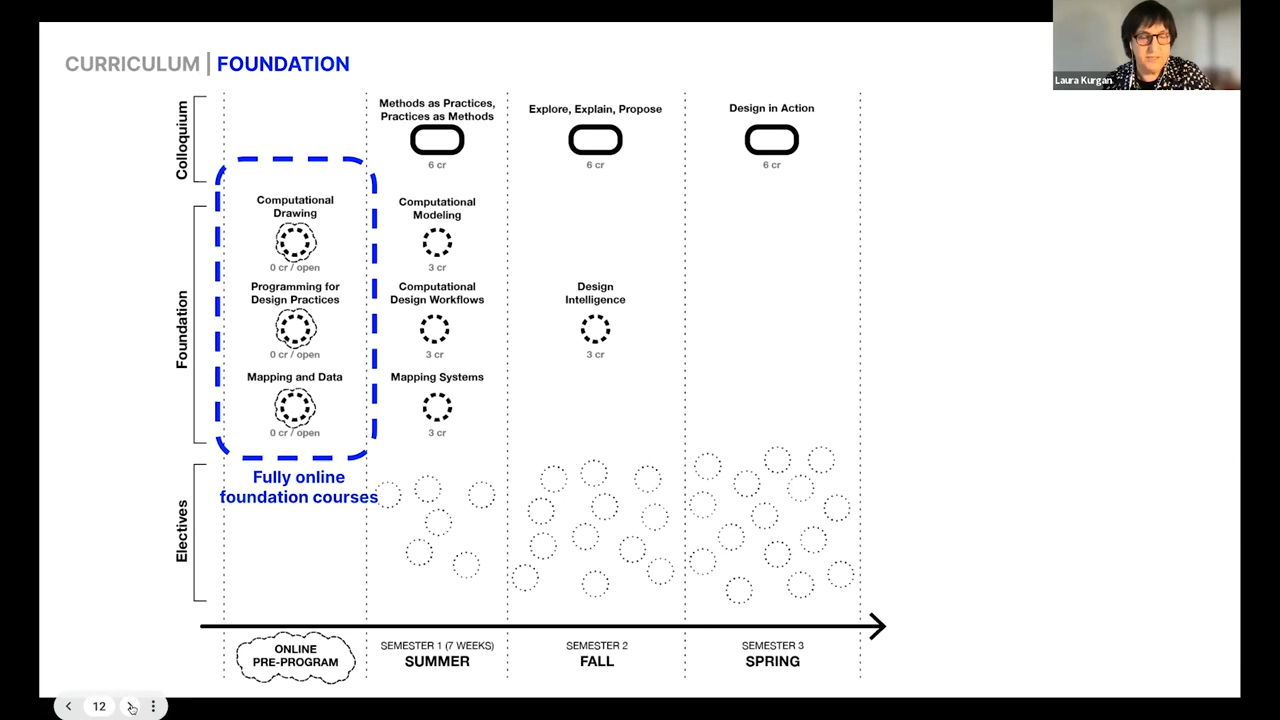 CURRICULUM | FOUNDATION
Laura Kurgan
Colloquium
Methods as Practices,
Practices as Methods
6 cr
Explore, Explain, Propose
6 cr
Design in Action
6 cr
Foundation
Computational
Drawing
0 cr / open
Computational
Modeling
3 cr
Programming for
Design Practices
0 cr / open
Computational
Design Workflows
3 cr
Design
Intelligence
3 cr
Mapping and Data
0 cr / open
Mapping Systems
3 cr
Fully online
foundation courses
Electives
ONLINE
PRE-PROGRAM
SEMESTER 1 (7 WEEKS)
SUMMER
SEMESTER 2
FALL
SEMESTER 3
SPRING
12